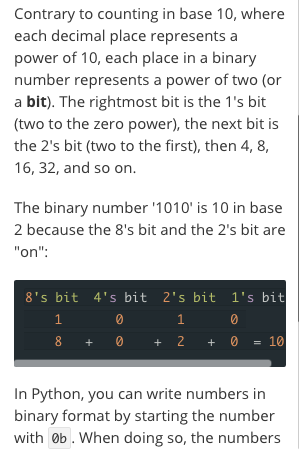 Contrary to counting in base 10, where
each decimal place represents a
power of 10, each place in a binary
number represents a power of two (or
a bit). The rightmost bit is the 1's bit
(two to the zero power), the next bit is
the 2's bit (two to the first), then 4, 8,
16, 32, and so on.
The binary number '1010' is 10 in base
2 because the 8's bit and the 2's bit are
"on":
8's bit 4's bit 2's bit 1's bit
1 0 1 0
8 + 0 + 2 + 0 = 10
In Python, you can write numbers in
binary format by starting the number
with 0b . When doing so, the numbers